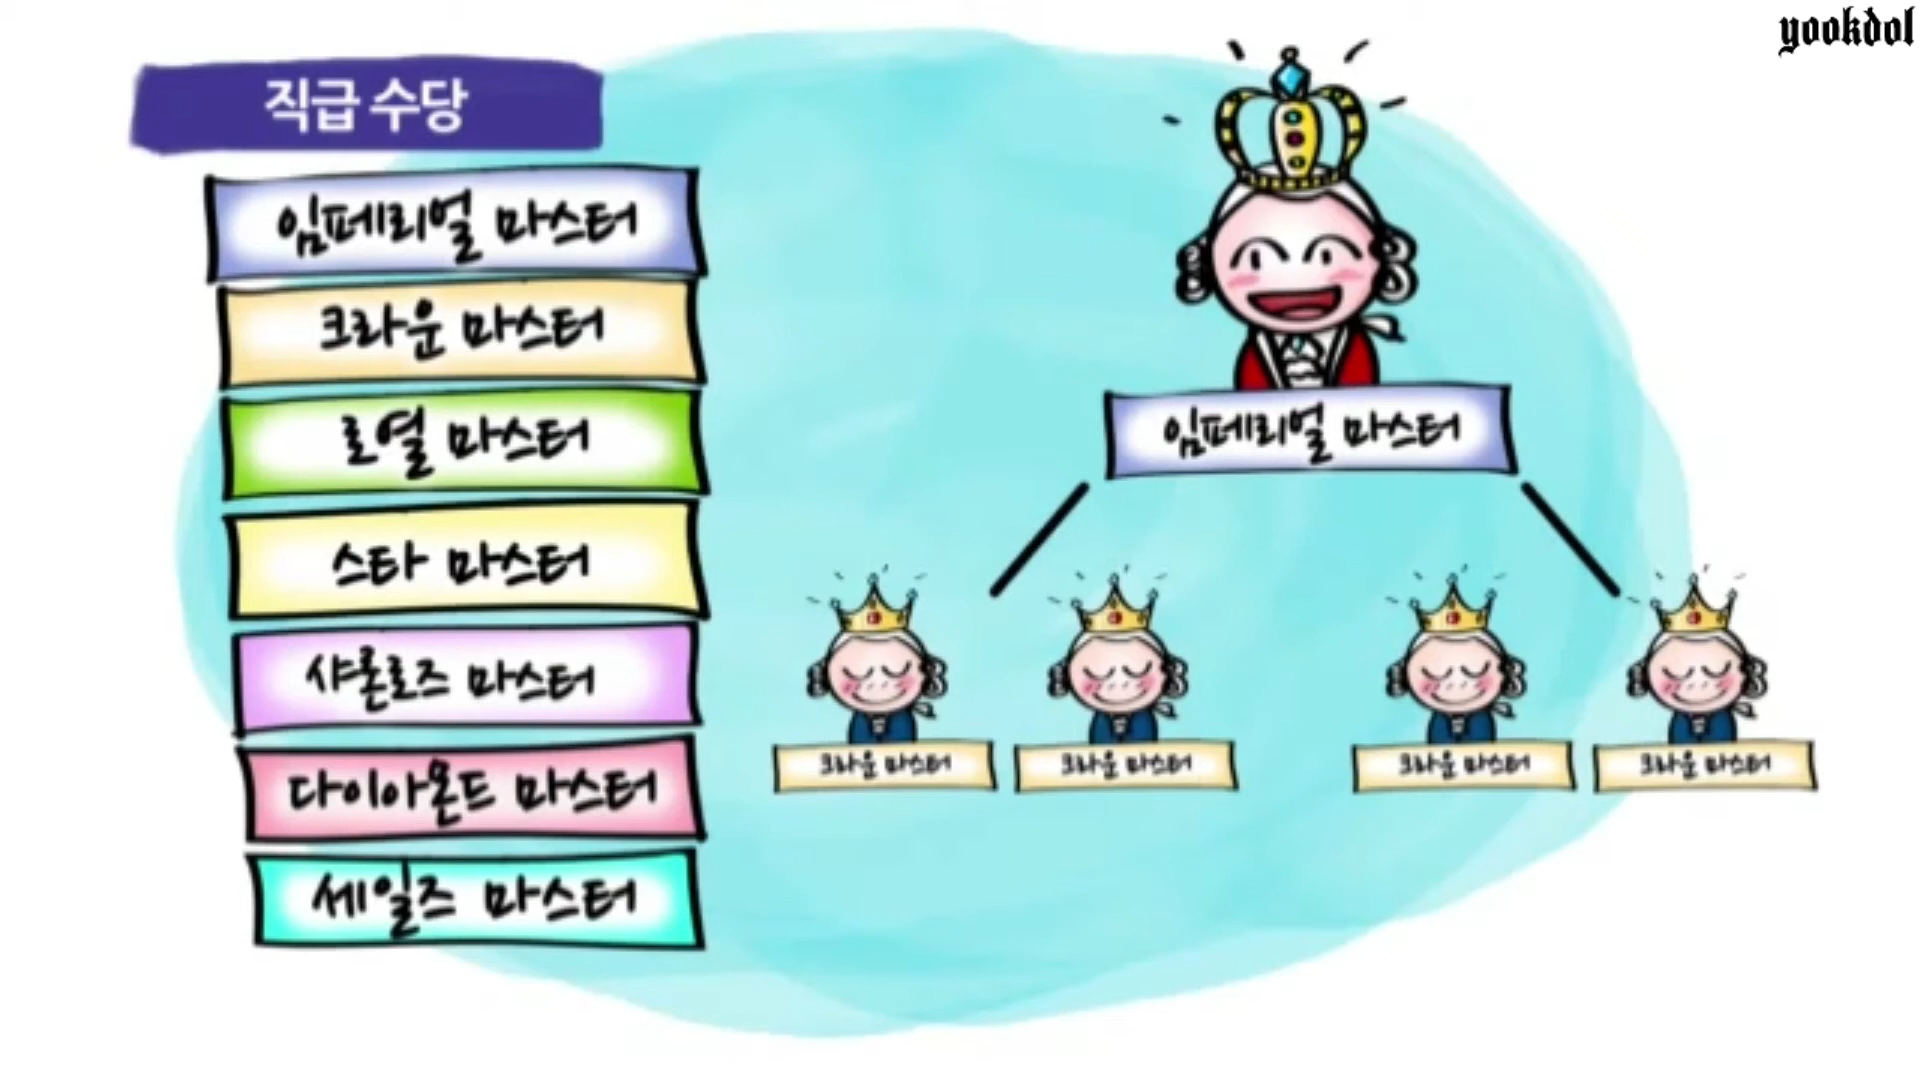 yookdol
직급 수당
임페리얼 마스터
크라운 마스터
로열 마스터
스타 마스터
샤론로즈 마스터
다이아몬드 마스터
세일즈 마스터
임페리얼 마스터
크라운 마스터
크라운 마스터
크라운 마스터
크라운 마스터